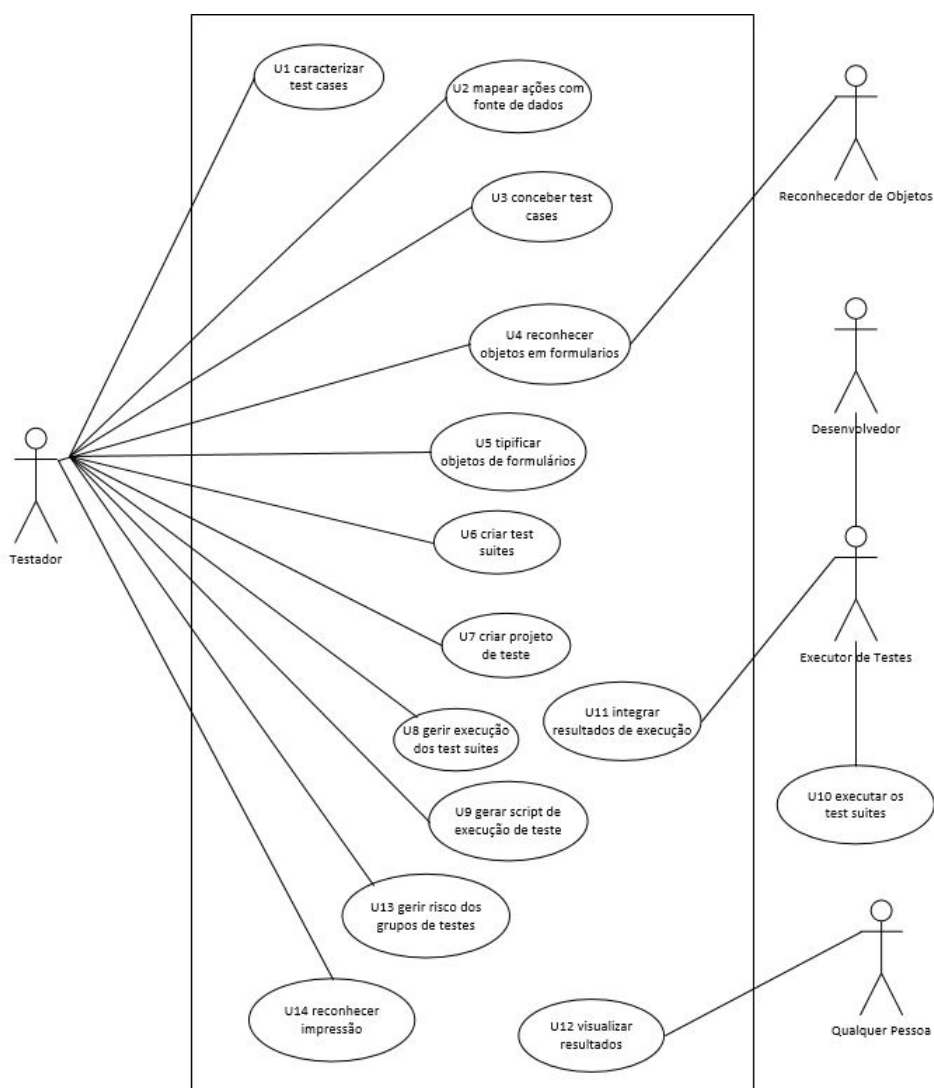 U1 caracterizar
test cases
U2 mapear ações com
fonte de dados
U3 conceber test
cases
Reconhecedor de Objetos
U4 reconhecer
objetos em formularios
Desenvolvedor
U5 tipificar
objetos de formulários
U6 criar test
suites
Testador
U7 criar projeto
de teste
Executor de Testes
U11 integrar
resultados de execução
U8 gerir execução
dos test suites
U10 executar os
test suites
U9 gerar script de
execução de teste
U13 gerir risco dos
grupos de testes
U14 reconhecer
impressão
U12 visualizar
resultados
Qualquer Pessoa